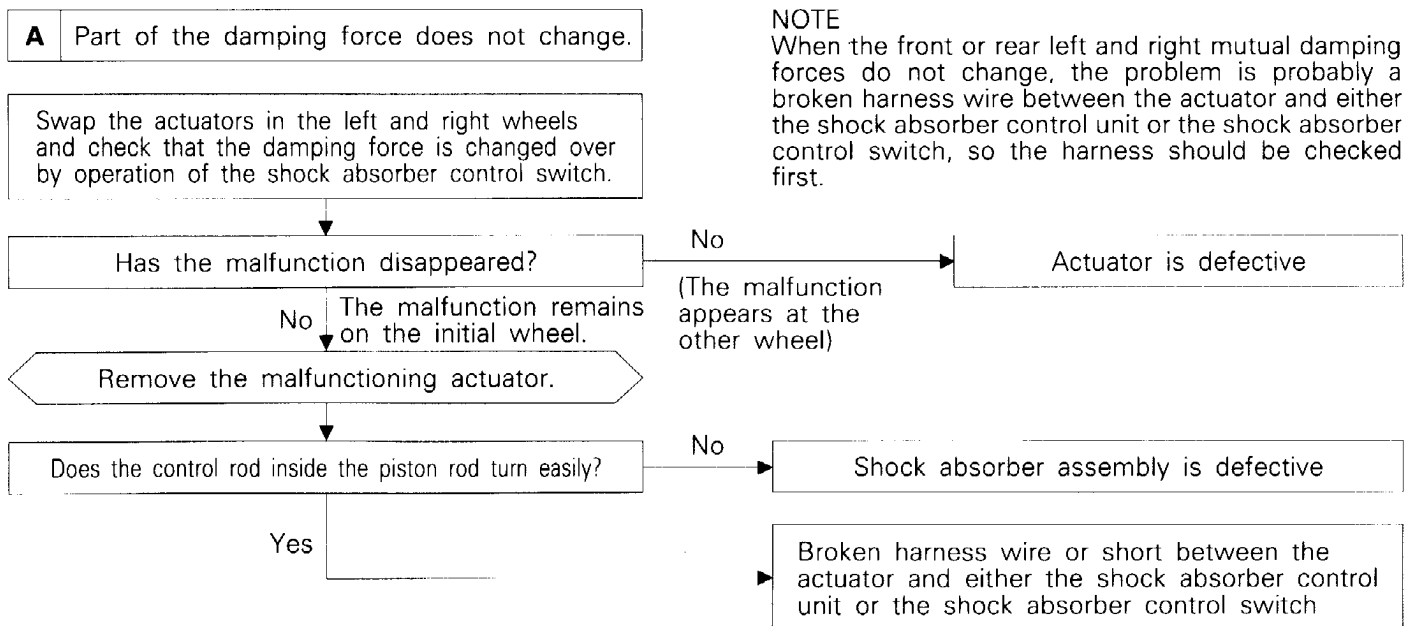 A Part of the damping force does not change.
NOTE
When the front or rear left and right mutual damping
forces do not change, the problem is probably a
broken harness wire between the actuator and either
the shock absorber control unit or the shock absorber
control switch, so the harness should be checked
first.
Swap the actuators in the left and right wheels
and check that the damping force is changed over
by operation of the shock absorber control switch.
Has the malfunction disappeared?
No
(The malfunction
appears at the
other wheel)
Actuator is defective
No
The malfunction remains
on the initial wheel.
Remove the malfunctioning actuator.
Does the control rod inside the piston rod turn easily?
No
Shock absorber assembly is defective
Yes
Broken harness wire or short between the
actuator and either the shock absorber control
unit or the shock absorber control switch